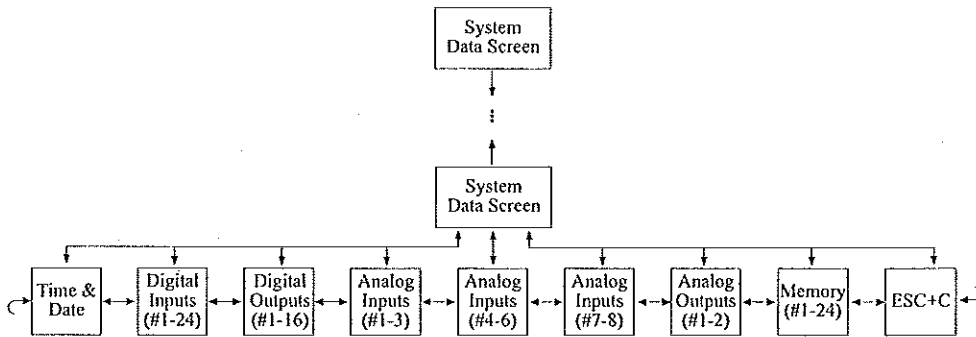 System
Data Screen
System
Data Screen
Time &
Date
Digital
Inputs
(#1-24)
Digital
Outputs
(#1-16)
Analog
Inputs
(#1-3)
Analog
Inputs
(#4-6)
Analog
Inputs
(#7-8)
Analog
Outputs
(#1-2)
Memory
(#1-24)
ESC+C